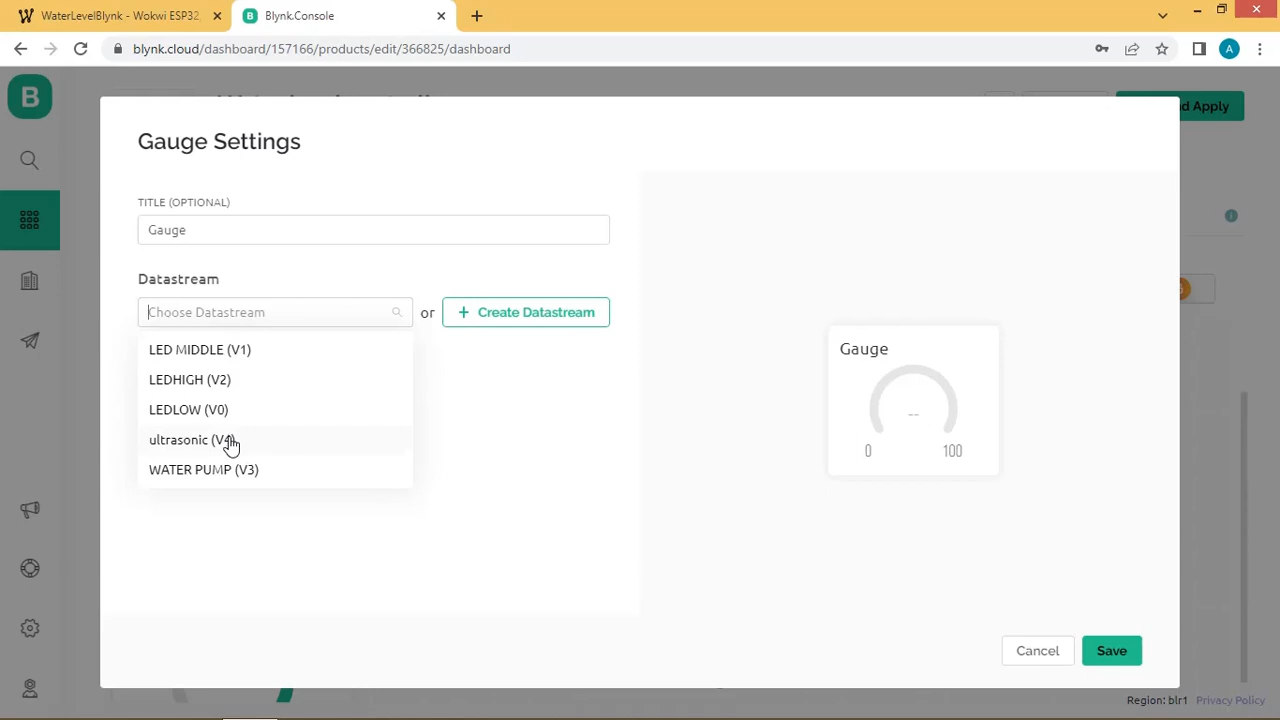 WaterLevelBlynk - Wokwi ESP32,
Blynk.Console
blynk.cloud/dashboard/157166/products/edit/366825/dashboard
A
B
d Apply
Gauge Settings
TITLE (OPTIONAL)
Gauge
Datastream
Choose Datastream
or
+ Create Datastream
LED MIDDLE (V1)
LEDHIGH (V2)
LEDLOW (V0)
ultrasonic (V4)
WATER PUMP (V3)
Gauge
--
0
100
Cancel
Save
Region: blr1
Privacy Policy